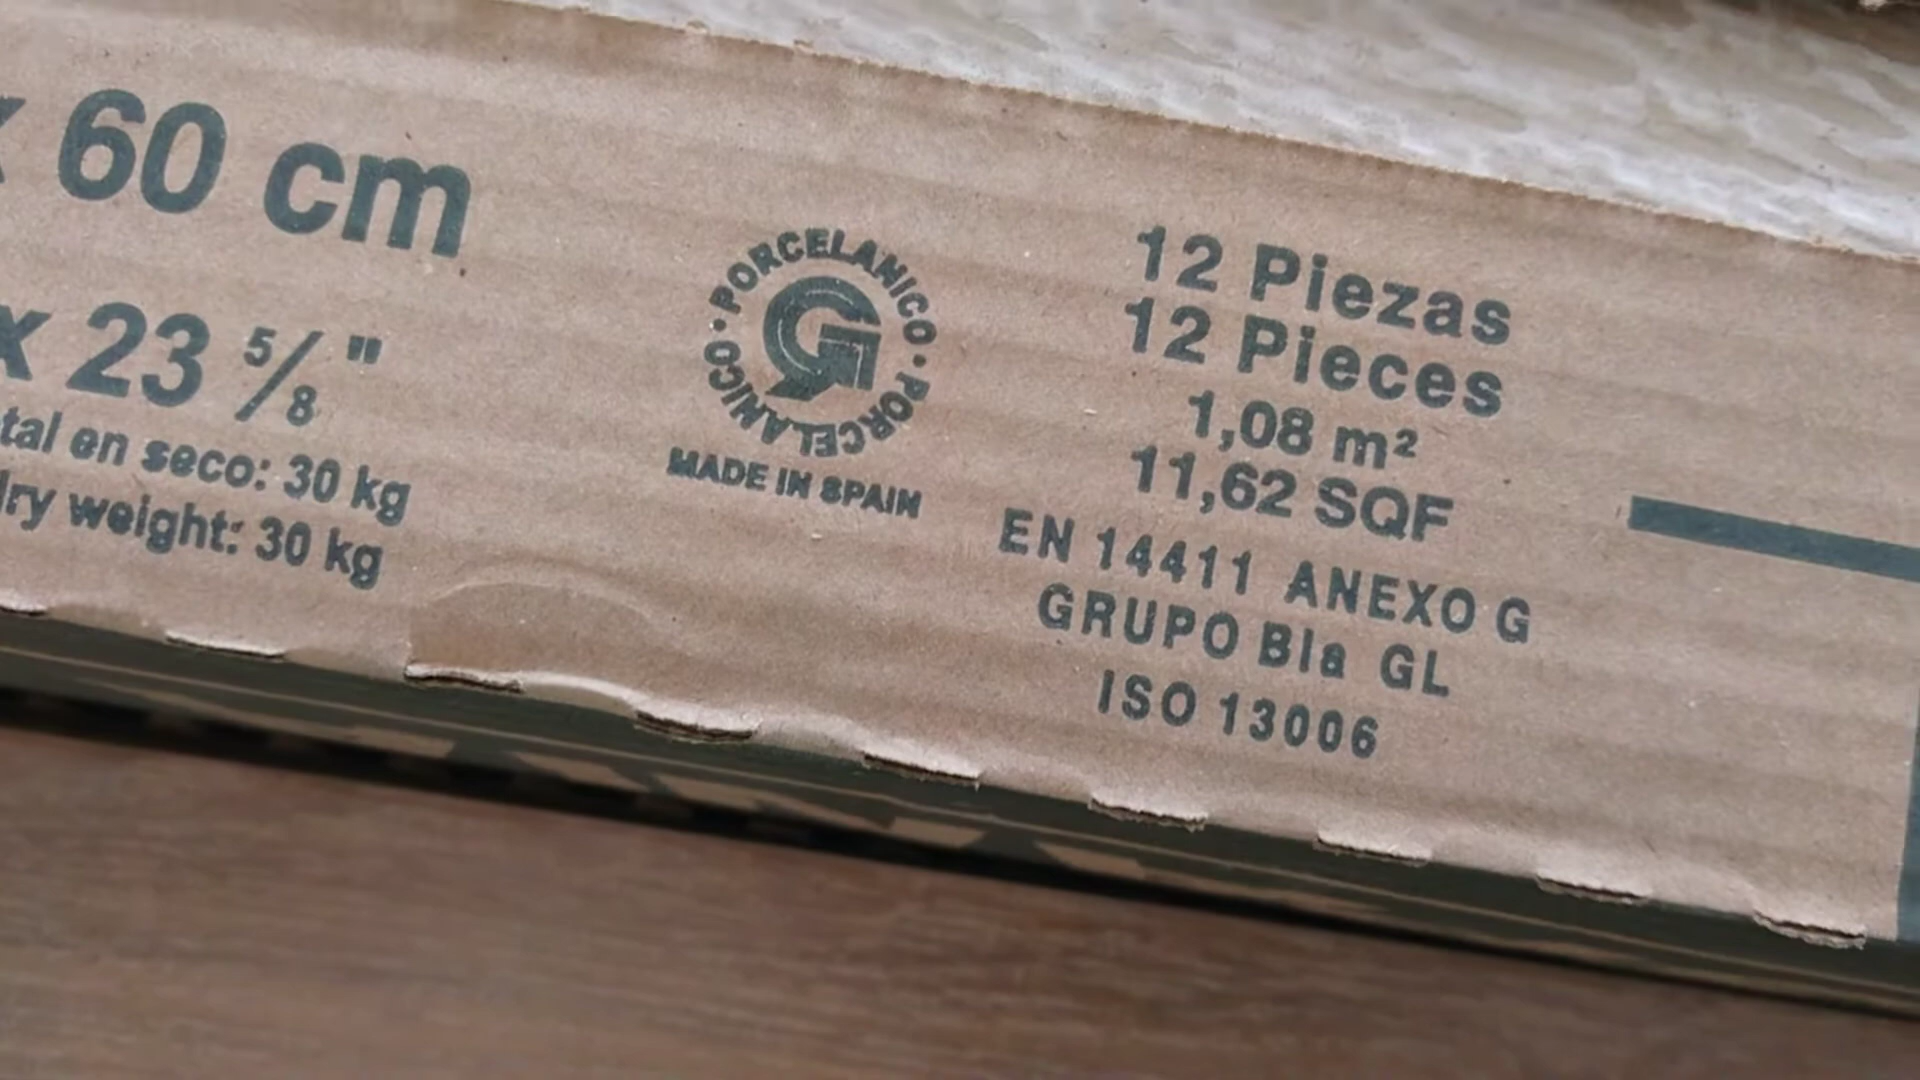 x 60 cm
x 23 5/8 "
tal en seco: 30 kg
dry weight: 30 kg
PORCELANICO · PORCELANICO ·
G
MADE IN SPAIN
12 Piezas
12 Pieces
1,08 m²
11,62 SQF
EN 14411 ANEXO G
GRUPO BIa GL
ISO 13006